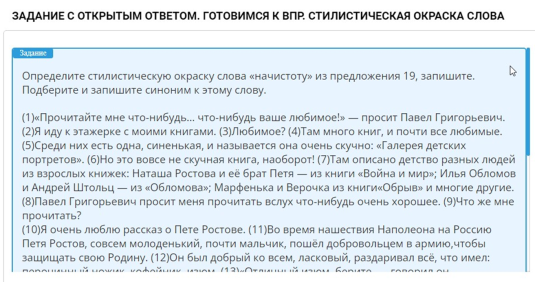 ЗАДАНИЕ С ОТКРЫТЫМ ОТВЕТОМ. ГОТОВИМСЯ К ВПР. СТИЛИСТИЧЕСКАЯ ОКРАСКА СЛОВА
Задание
Определите стилистическую окраску слова «начистоту» из предложения 19, запишите.
Подберите и запишите синоним к этому слову.
(1)«Прочитайте мне что-нибудь... что-нибудь ваше любимое!» — просит Павел Григорьевич.
(2)Я иду к этажерке с моими книгами. (3)Любимое? (4)Там много книг, и почти все любимые.
(5)Среди них есть одна, синенькая, и называется она очень скучно: «Галерея детских
портретов». (6)Но это вовсе не скучная книга, наоборот! (7)Там описано детство разных людей
из взрослых книжек: Наташа Ростова и её брат Петя — из книги «Война и мир»; Илья Обломов
и Андрей Штольц — из «Обломова»; Марфенька и Верочка из книги«Обрыв» и многие другие.
(8)Павел Григорьевич просит меня прочитать вслух что-нибудь очень хорошее. (9)Что же мне
прочитать?
(10)Я очень люблю рассказ о Пете Ростове. (11)Во время нашествия Наполеона на Россию
Петя Ростов, совсем молоденький, почти мальчик, пошёл добровольцем в армию,чтобы
защищать свою Родину. (12)Он был добрый ко всем, ласковый, раздаривал всё, что имел:
перочинный ножик, кофейник, изюм. (13)«Отличный изюм, берите — говорил он